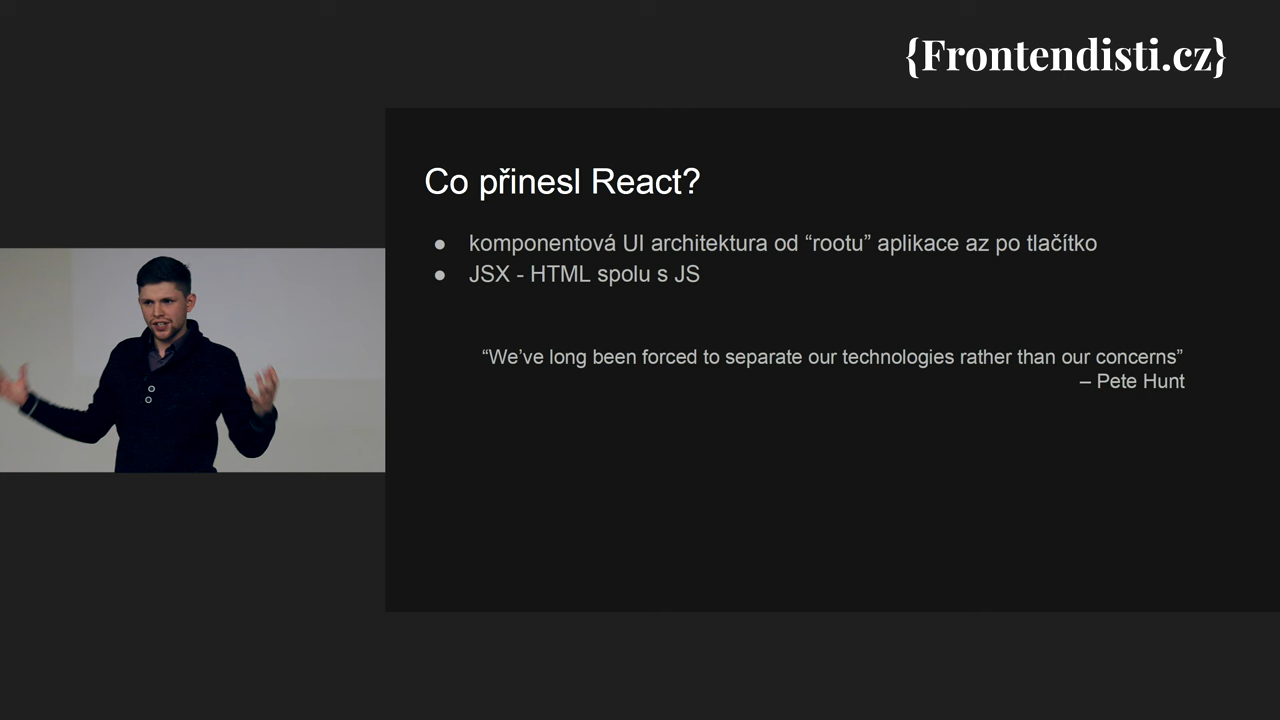 {Frontendisti.cz}
Co přinesl React?
● komponentová UI architektura od “rootu” aplikace az po tlačítko
● JSX - HTML spolu s JS
“We’ve long been forced to separate our technologies rather than our concerns”
– Pete Hunt